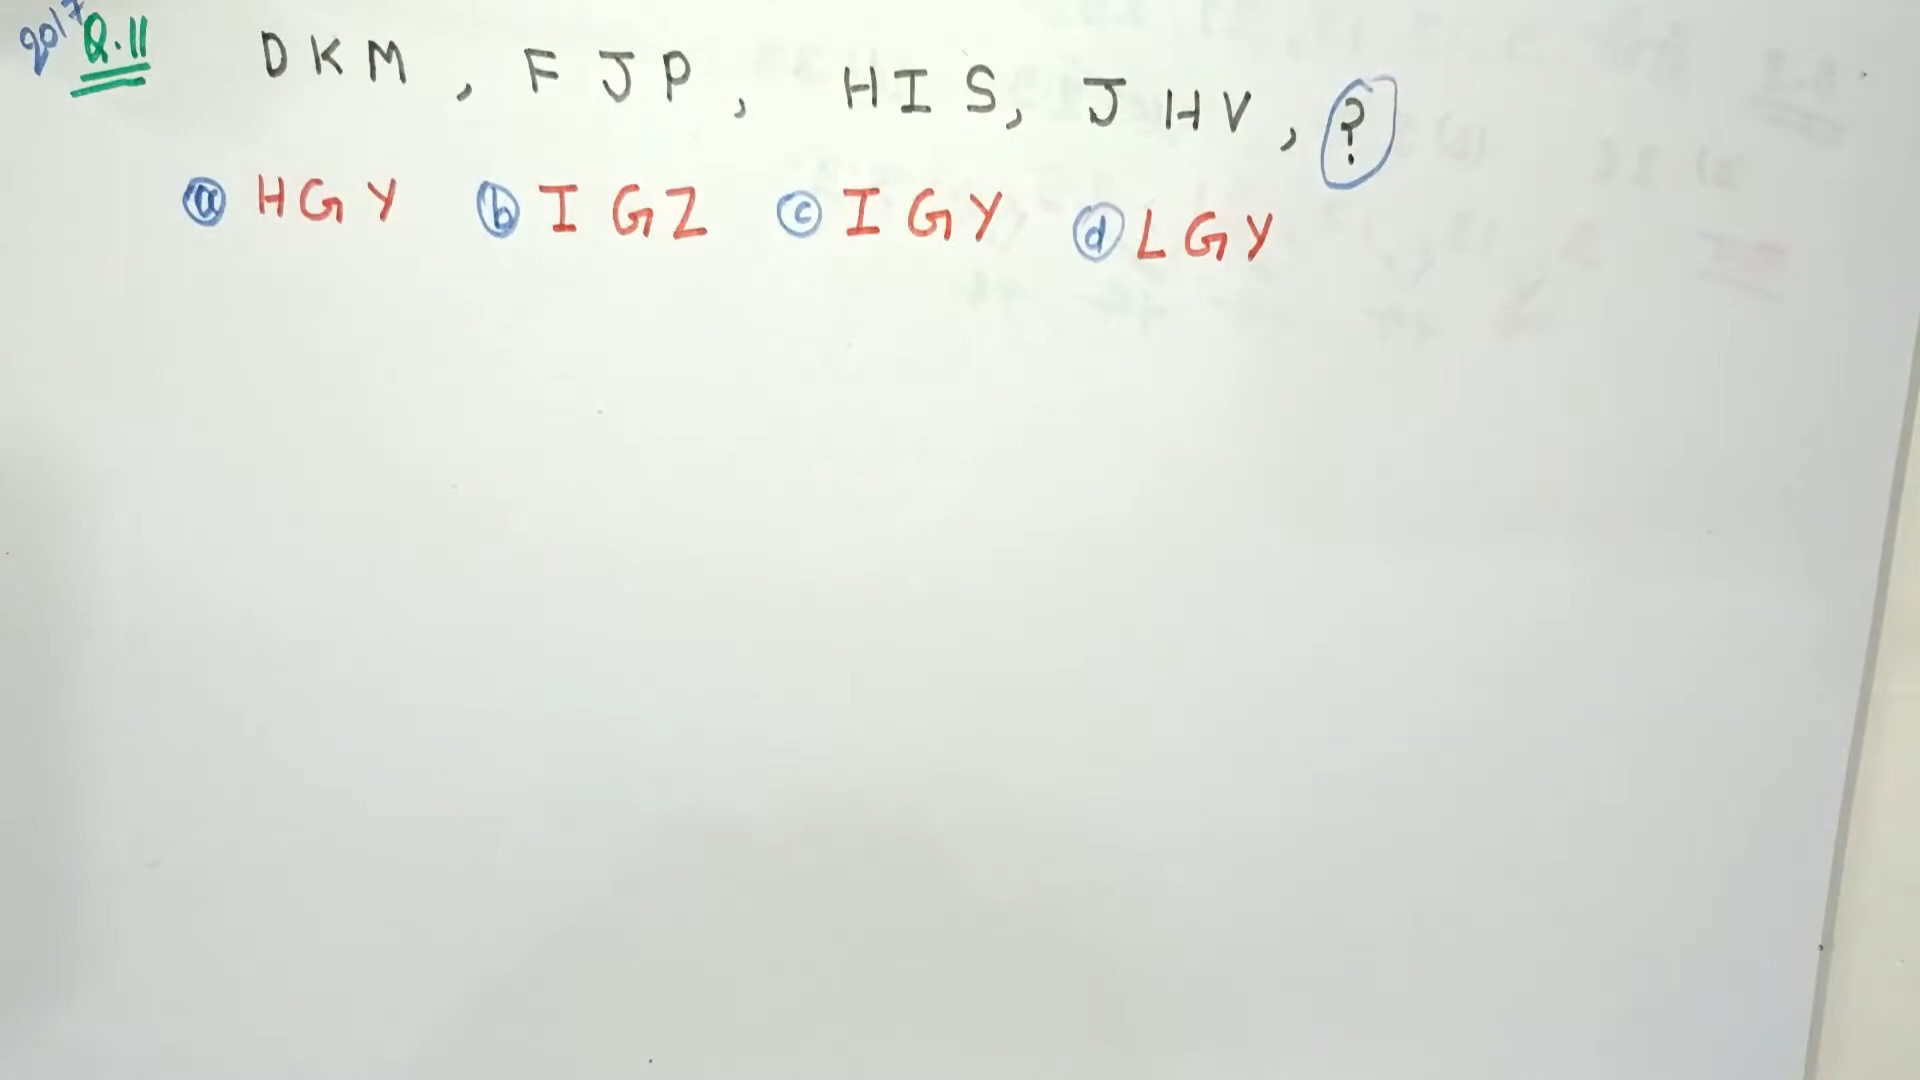 2017 Q.11 DKM, FJP, HIS, JHV, ?
a HGY b IGZ c IGY d LGY